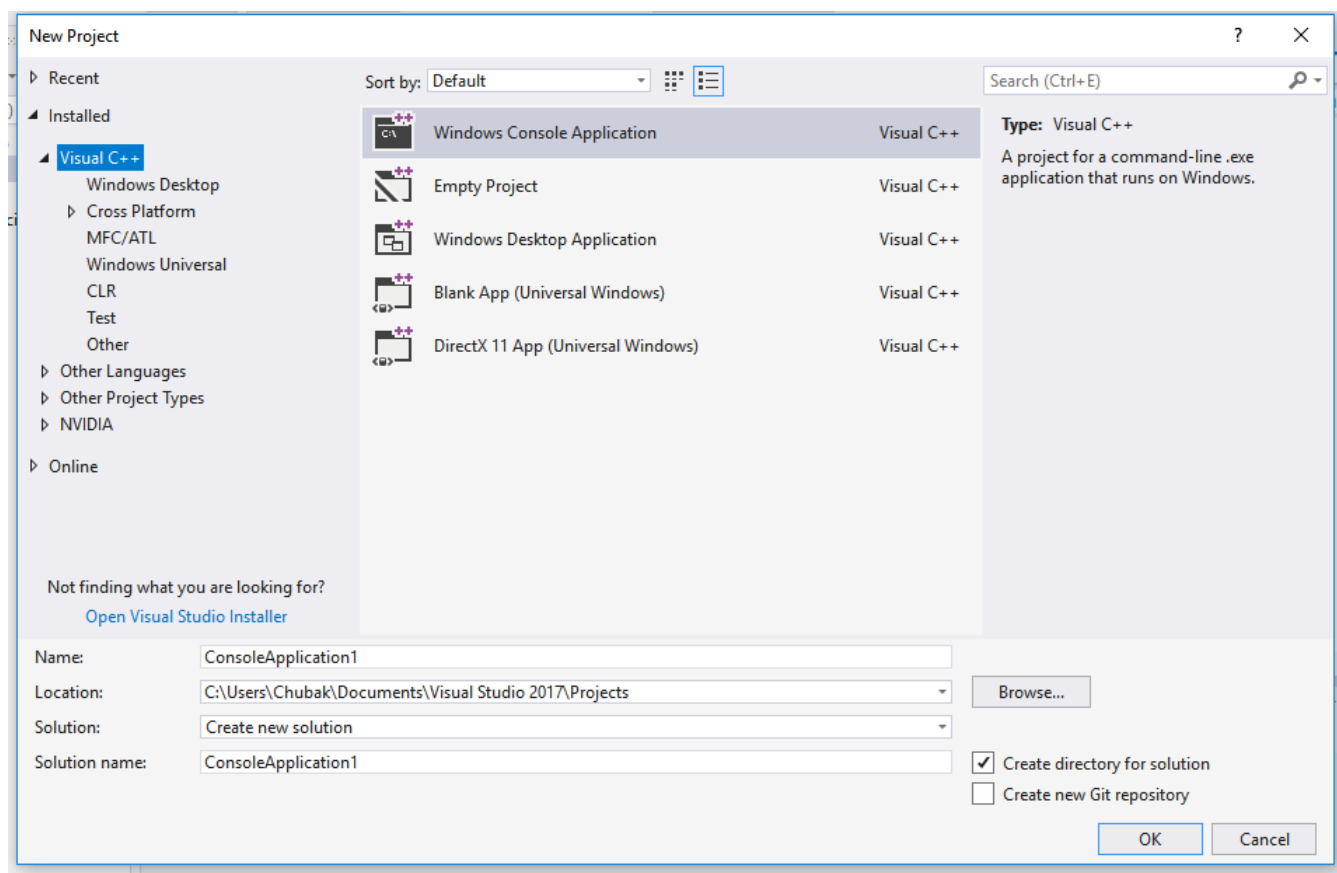 New Project
?
Recent
Installed
Visual C++
Windows Desktop
Cross Platform
MFC/ATL
Windows Universal
CLR
Test
Other
Other Languages
Other Project Types
NVIDIA
Online
Not finding what you are looking for?
Open Visual Studio Installer
Sort by: Default
Windows Console Application Visual C++
Empty Project Visual C++
Windows Desktop Application Visual C++
Blank App (Universal Windows) Visual C++
DirectX 11 App (Universal Windows) Visual C++
Search (Ctrl+E)
Type: Visual C++
A project for a command-line .exe
application that runs on Windows.
Name: ConsoleApplication1
Location: C:\Users\Chubak\Documents\Visual Studio 2017\Projects Browse...
Solution: Create new solution
Solution name: ConsoleApplication1
Create directory for solution
Create new Git repository
OK Cancel